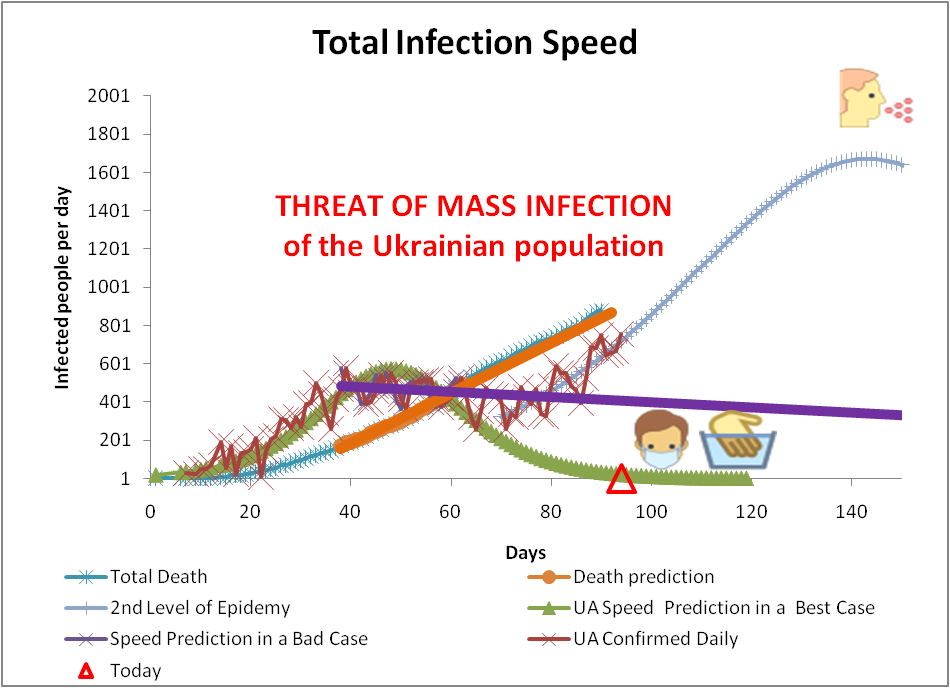 Total Infection Speed
2001
1801
1601
1401
1201
1001
801
601
401
201
1
Infected people per day
THREAT OF MASS INFECTION
of the Ukrainian population
0 20 40 60 80 100 120 140
Days
Total Death
Death prediction
2nd Level of Epidemy
UA Speed Prediction in a Best Case
Speed Prediction in a Bad Case
UA Confirmed Daily
Today